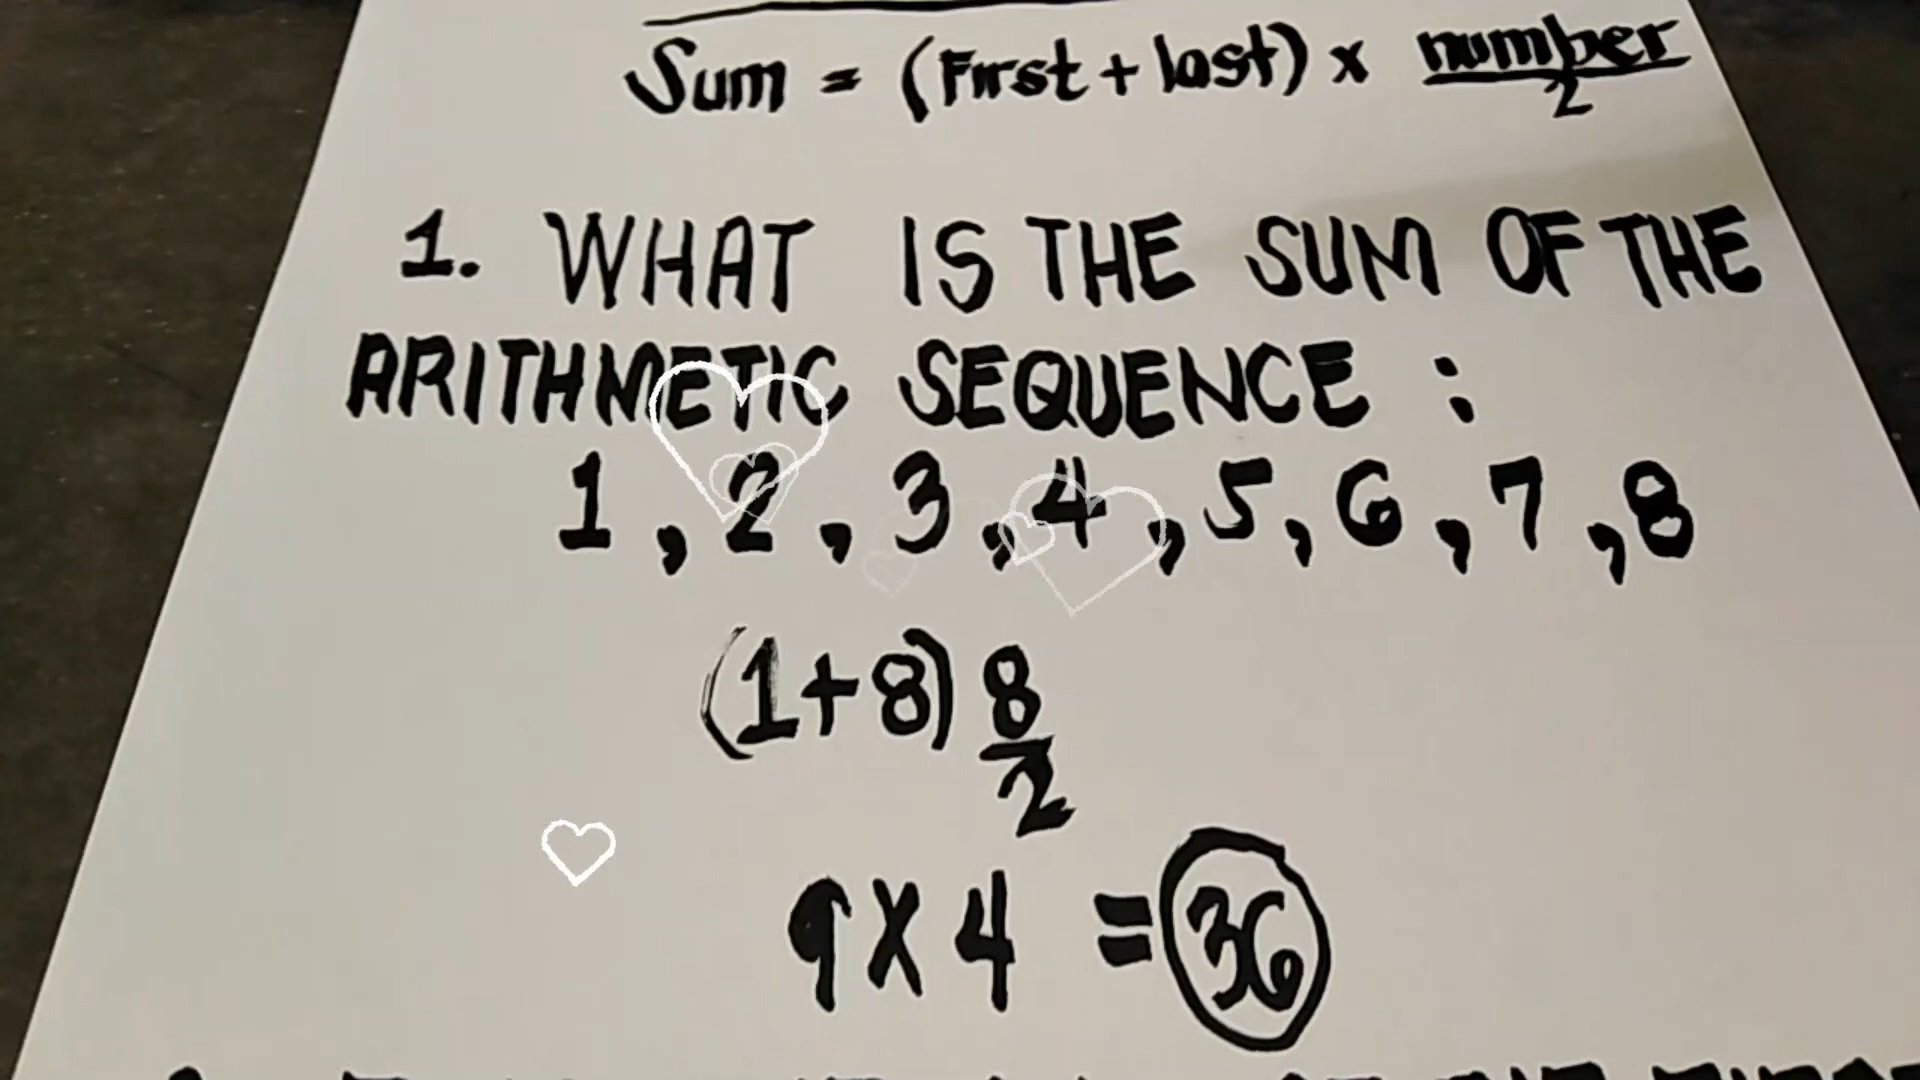 Sum = (First + last) x number/2
1. WHAT IS THE SUM OF THE
ARITHMETIC SEQUENCE :
1, 2, 3, 4, 5, 6, 7, 8
(1+8) 8/2
9 X 4 = 36